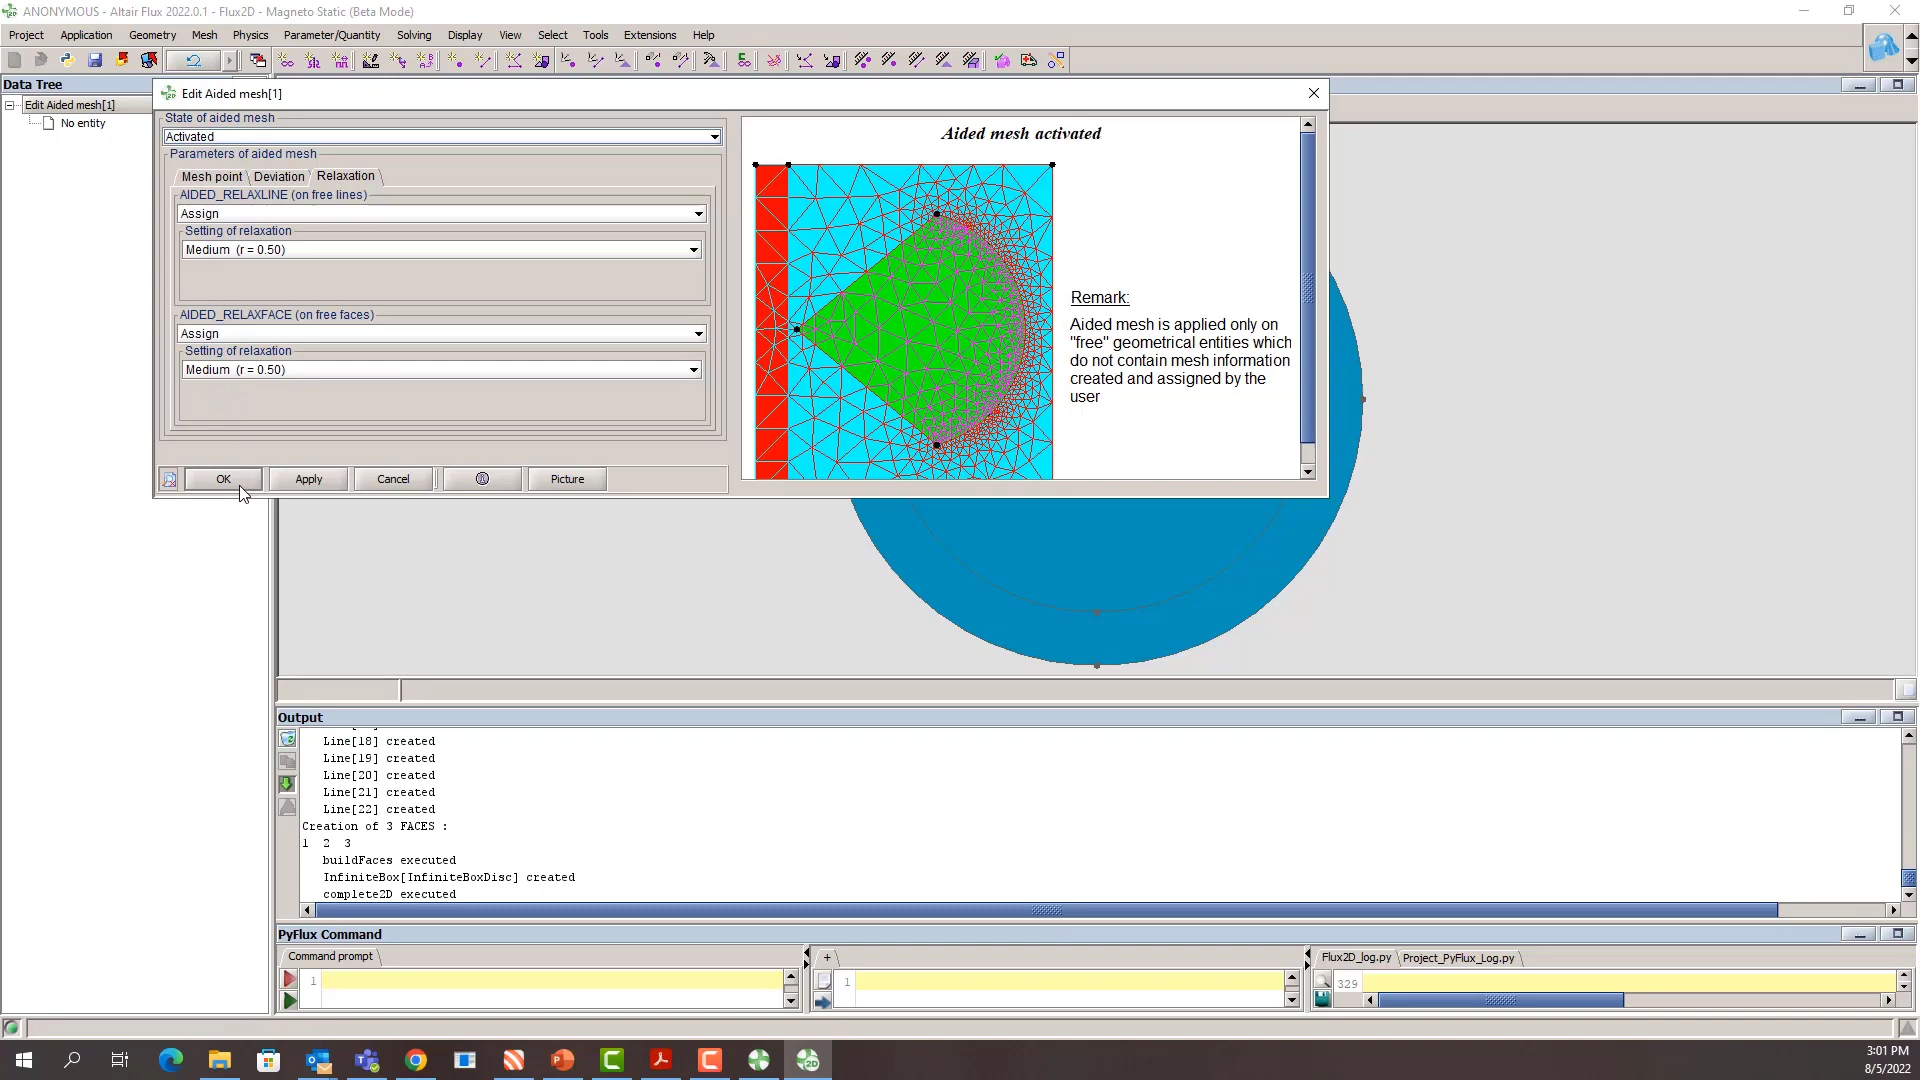 ANONYMOUS - Altair Flux 2022.0.1 - Flux2D - Magneto Static (Beta Mode)
Project Application Geometry Mesh Physics Parameter/Quantity Solving Display View Select Tools Extensions Help
Data Tree
Edit Aided mesh[1]
No entity
Edit Aided mesh[1]
State of aided mesh
Activated
Parameters of aided mesh
Mesh point Deviation Relaxation
AIDED_RELAXLINE (on free lines)
Assign
Setting of relaxation
Medium (r = 0.50)
AIDED_RELAXFACE (on free faces)
Assign
Setting of relaxation
Medium (r = 0.50)
OK Apply Cancel Picture
Aided mesh activated
Remark:
Aided mesh is applied only on
"free" geometrical entities which
do not contain mesh information
created and assigned by the
user
Output
Line[18] created
Line[19] created
Line[20] created
Line[21] created
Line[22] created
Creation of 3 FACES :
1 2 3
buildFaces executed
InfiniteBox[InfiniteBoxDisc] created
complete2D executed
PyFlux Command
Command prompt
1
+
1
Flux2D_log.py Project_PyFlux_Log.py
329
3:01 PM
8/5/2022